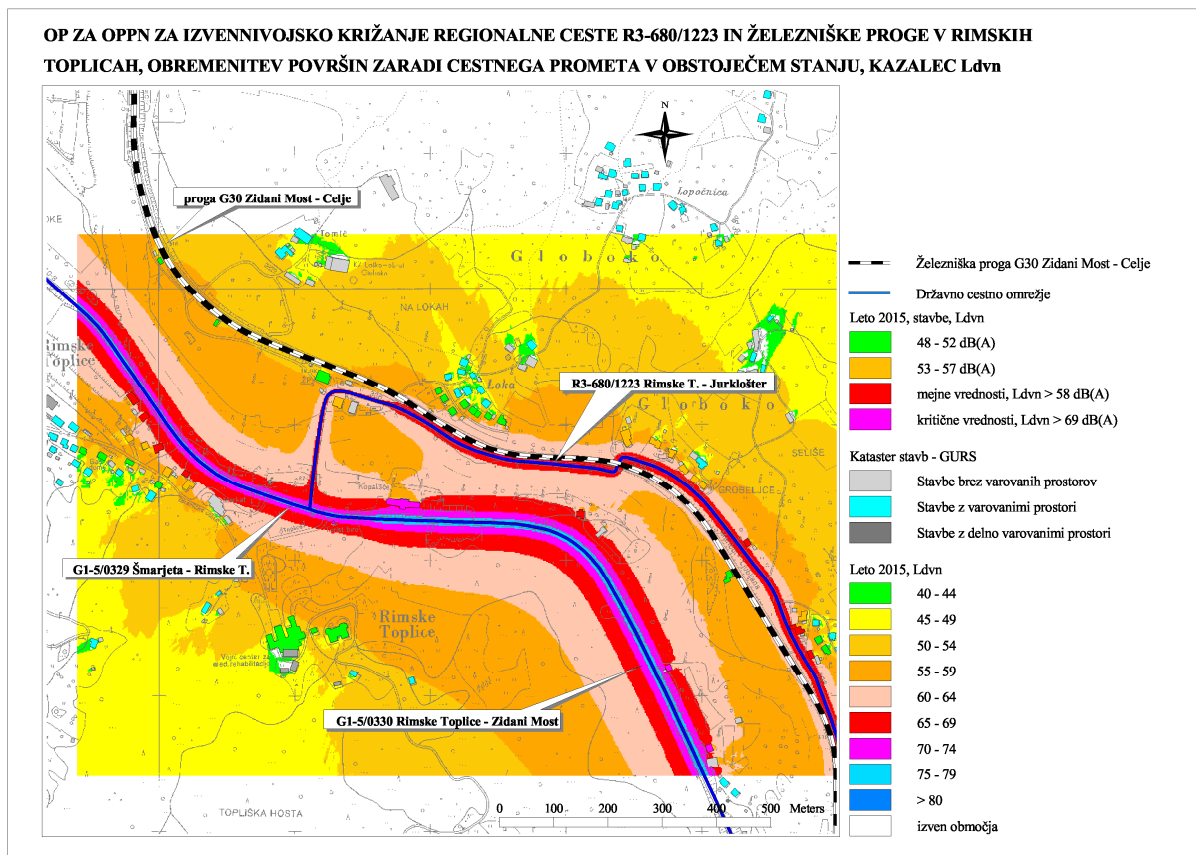 OP ZA OPPN ZA IZVENNIVOJSKO KRIŽANJE REGIONALNE CESTE R3-680/1223 IN ŽELEZNIŠKE PROGE V RIMSKIH
TOPLICAH, OBREMENITEV POVRŠIN ZARADI CESTNEGA PROMETA V OBSTOJEČEM STANJU, KAZALEC Ldvn
N
Lopočnica
proga G30 Zidani Most - Celje
Tomič
Globoko
NA LOKAH
Rimske
Toplice
Loka
R3-680/1223 Rimske T. - Jurklošter
Globoko
SELIŠE
GROBELJCE
Kopališče
G1-5/0329 Šmarjeta - Rimske T.
Rimske
Toplice
Vojn. center za
med. rehabilitacijo
G1-5/0330 Rimske Toplice - Zidani Most
TOPLIŠKA HOSTA
0 100 200 300 400 500 Meters
Železniška proga G30 Zidani Most - Celje
Državno cestno omrežje
Leto 2015, stavbe, Ldvn
48 - 52 dB(A)
53 - 57 dB(A)
mejne vrednosti, Ldvn > 58 dB(A)
kritične vrednosti, Ldvn > 69 dB(A)
Kataster stavb - GURS
Stavbe brez varovanih prostorov
Stavbe z varovanimi prostori
Stavbe z delno varovanimi prostori
Leto 2015, Ldvn
40 - 44
45 - 49
50 - 54
55 - 59
60 - 64
65 - 69
70 - 74
75 - 79
> 80
izven območja